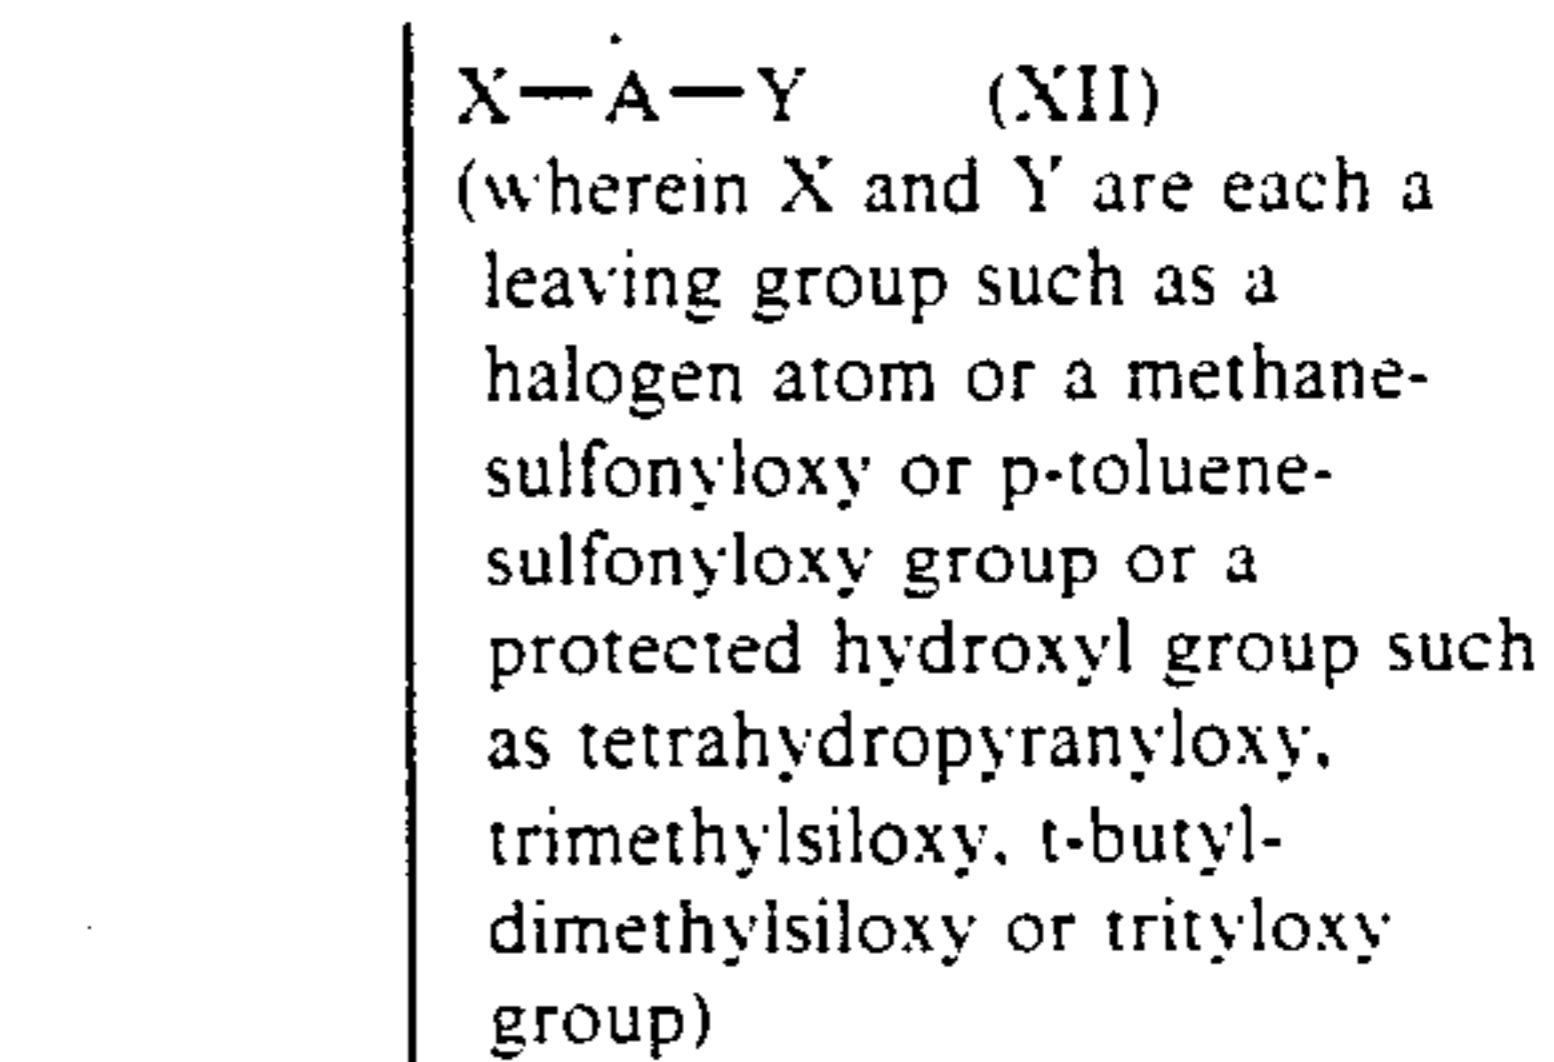 X—A—Y (XII)
(wherein X and Y are each a
leaving group such as a
halogen atom or a methane-
sulfonyloxy or p-toluene-
sulfonyloxy group or a
protected hydroxyl group such
as tetrahydropyranyloxy,
trimethylsiloxy, t-butyl-
dimethylsiloxy or trityloxy
group)